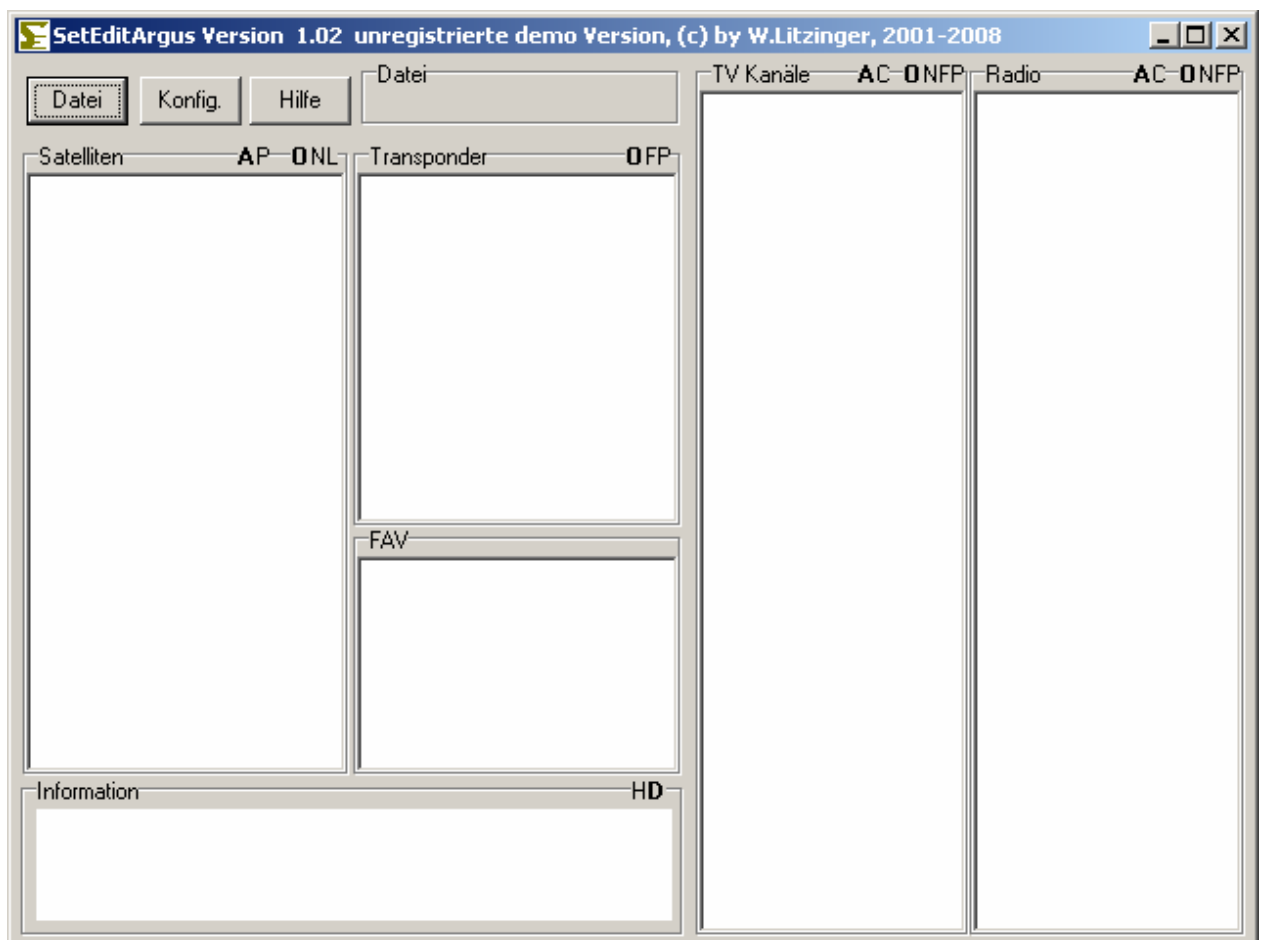 SetEditArgus Version 1.02 unregistrierte demo Version, (c) by W.Litzinger, 2001-2008
Datei Konfig. Hilfe
Datei
TV Kanäle AC ONFP
Radio AC ONFP
Satelliten AP ONL
Transponder OFP
FAV
Information HD